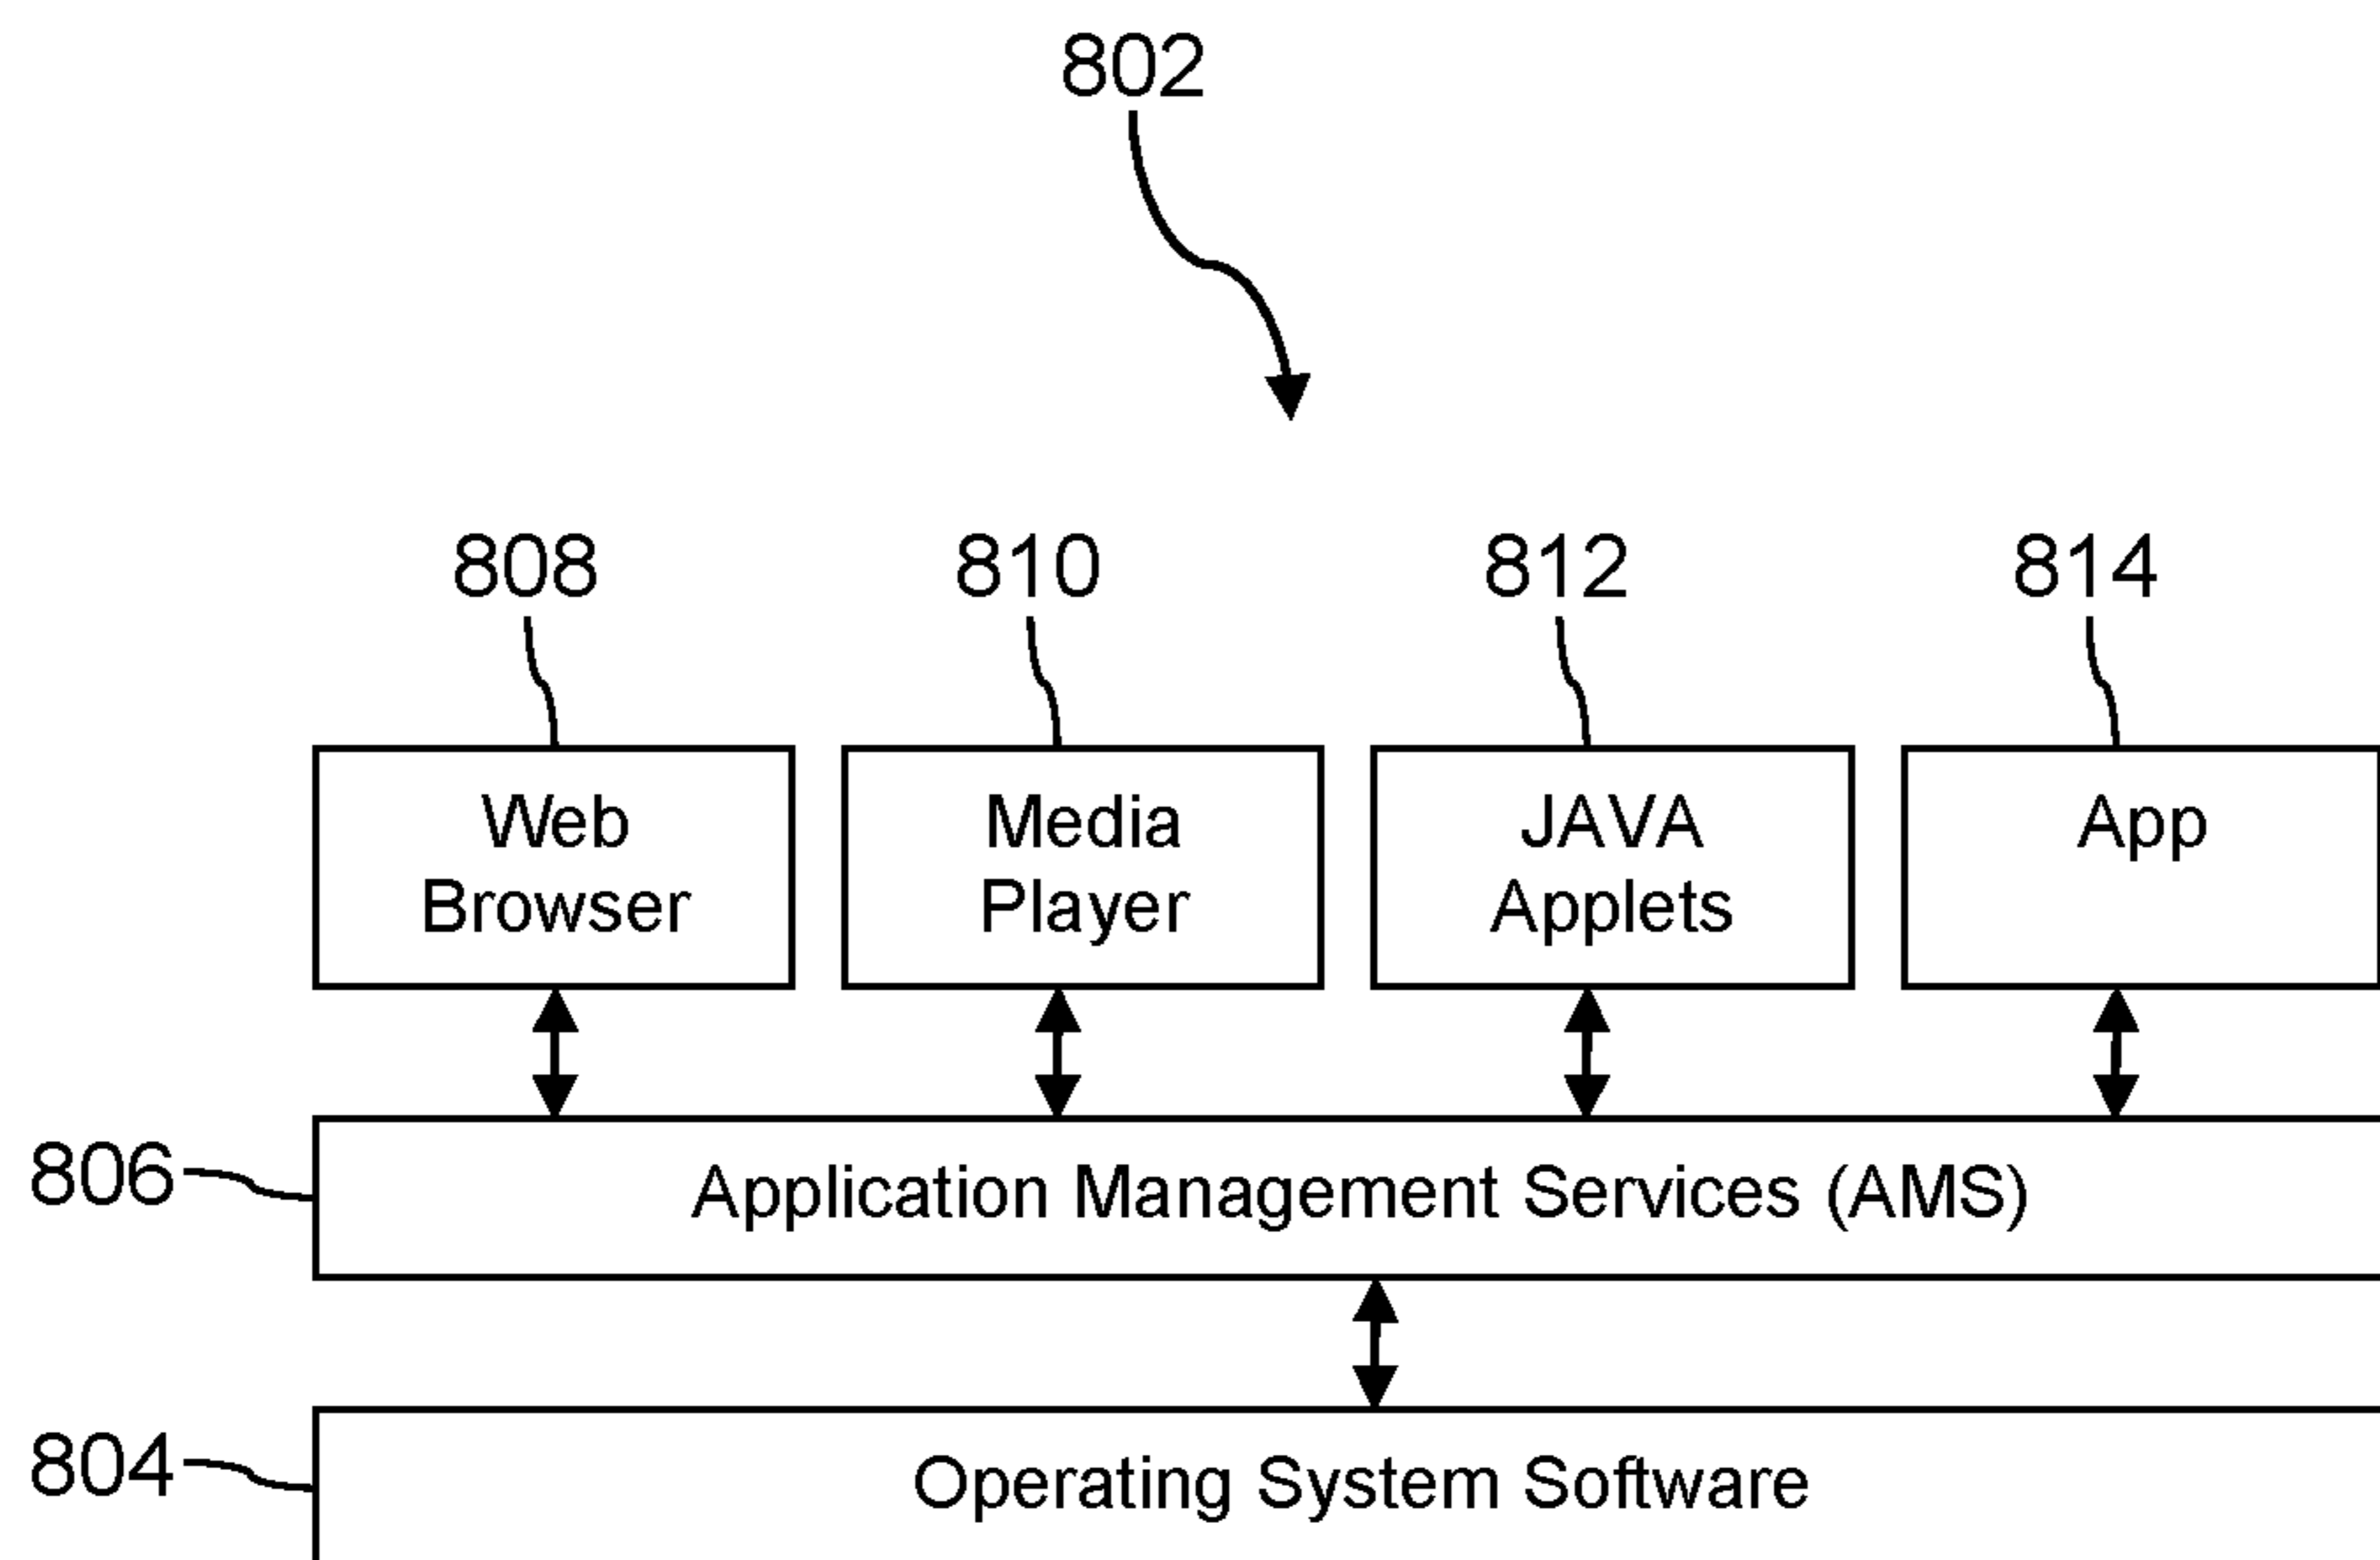 802
808 810 812 814
Web Browser
Media Player
JAVA Applets
App
806
Application Management Services (AMS)
804
Operating System Software